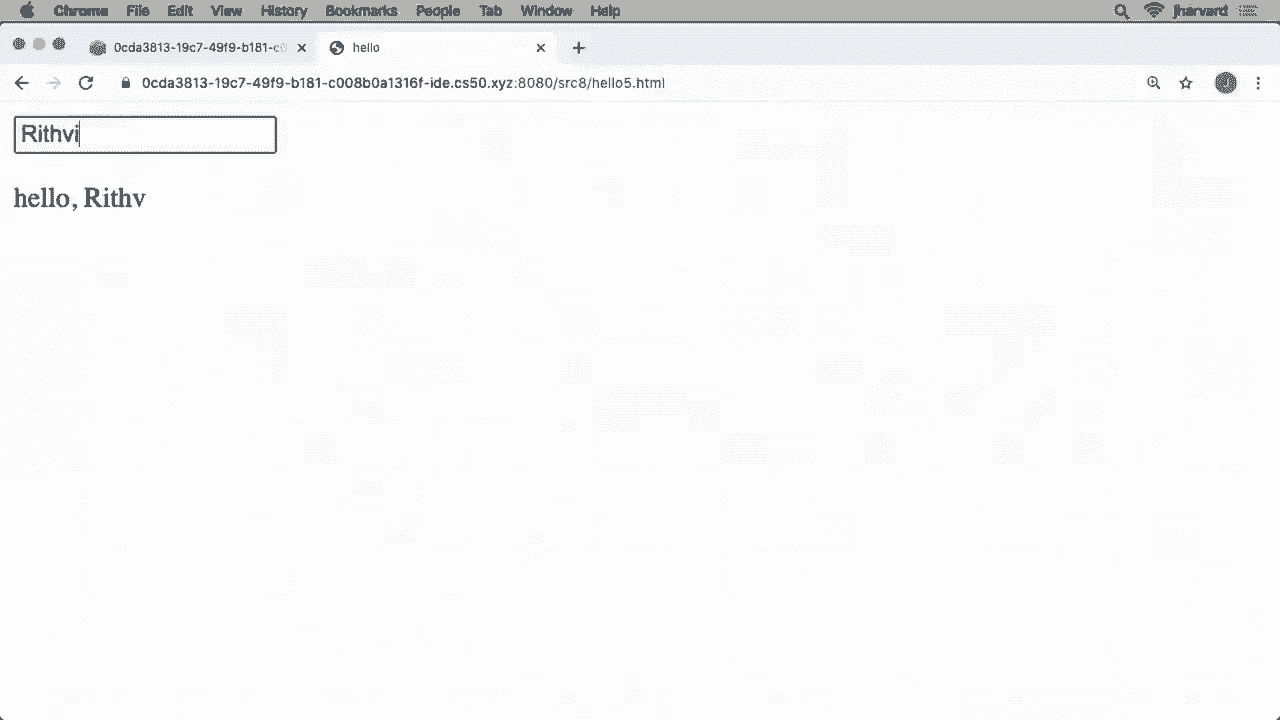 Chrome File Edit View History Bookmarks People Tab Window Help jharvard
0cda3813-19c7-49f9-b181-c0 hello
0cda3813-19c7-49f9-b181-c008b0a1316f-ide.cs50.xyz:8080/src8/hello5.html
Rithvi
hello, Rithv